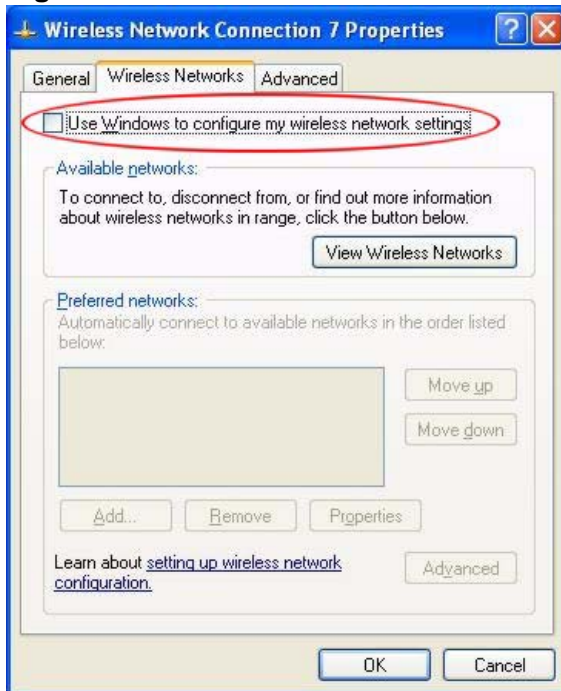 Wireless Network Connection 7 Properties
General
Wireless Networks
Advanced
Use Windows to configure my wireless network settings
Available networks:
To connect to, disconnect from, or find out more information
about wireless networks in range, click the button below.
View Wireless Networks
Preferred networks:
Automatically connect to available networks in the order listed
below:
Move up
Move down
Add...
Remove
Properties
Learn about setting up wireless network
configuration.
Advanced
OK
Cancel